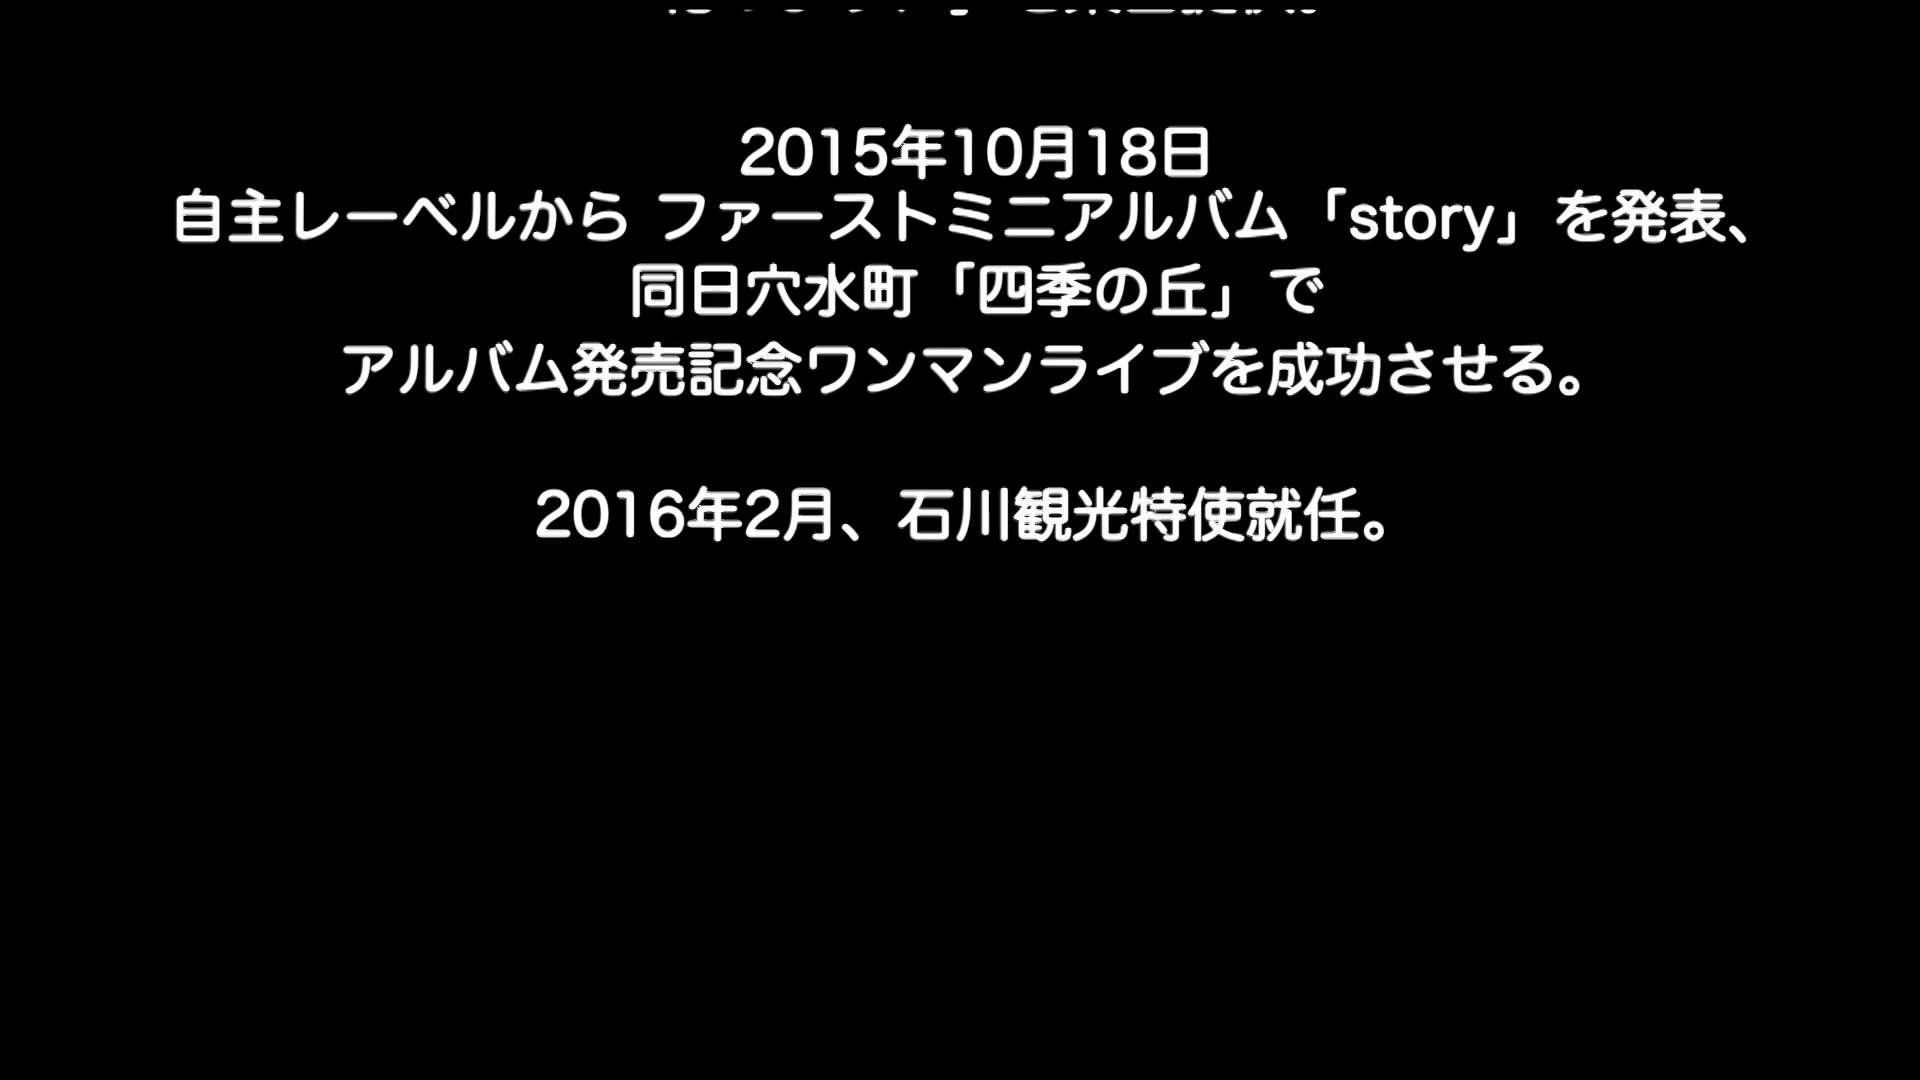 2015年10月18日
自主レーベルから ファーストミニアルバム「story」を発表、
同日穴水町「四季の丘」で
アルバム発売記念ワンマンライブを成功させる。
2016年2月、石川観光特使就任。